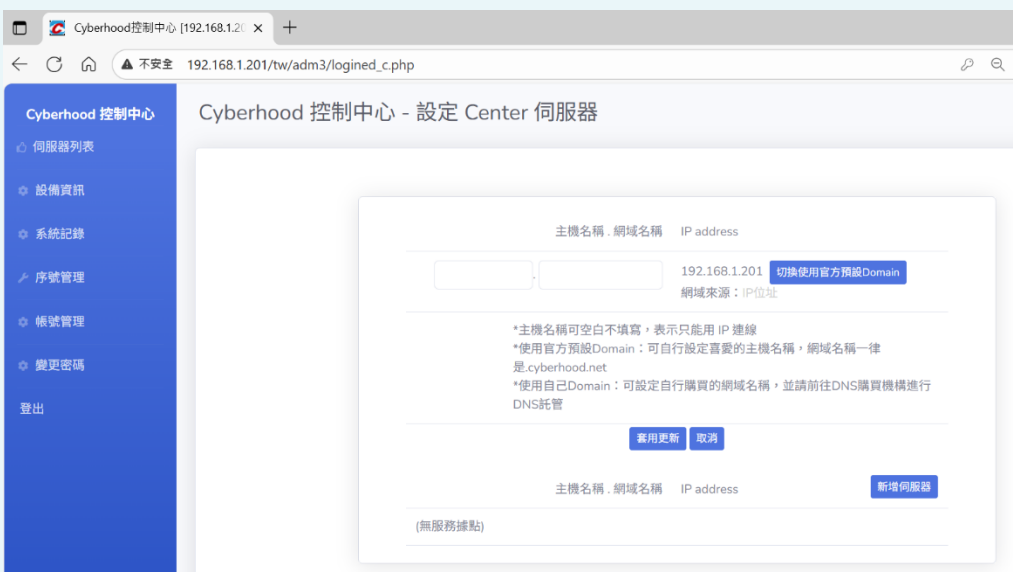 Cyberhood控制中心 [192.168.1.20
不安全 192.168.1.201/tw/adm3/logined_c.php
Cyberhood 控制中心
伺服器列表
設備資訊
系統記錄
序號管理
帳號管理
變更密碼
登出
Cyberhood 控制中心 - 設定 Center 伺服器
主機名稱 . 網域名稱 IP address
. 192.168.1.201 切換使用官方預設Domain
網域來源：IP位址
*主機名稱可空白不填寫，表示只能用 IP 連線
*使用官方預設Domain：可自行設定喜愛的主機名稱，網域名稱一律
是.cyberhood.net
*使用自己Domain：可設定自行購買的網域名稱，並請前往DNS購買機構進行
DNS託管
套用更新 取消
主機名稱 . 網域名稱 IP address 新增伺服器
(無服務據點)